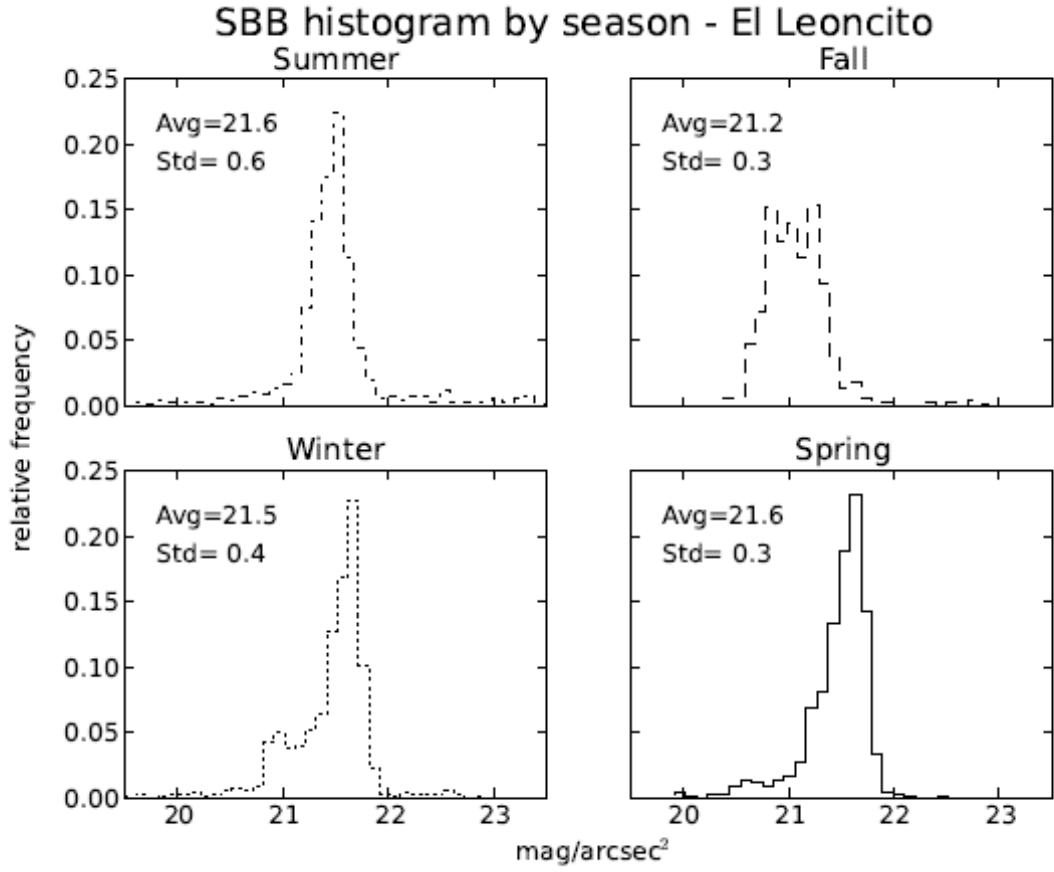 SBB histogram by season - El Leoncito
Summer
Fall
0.25
0.20
0.15
0.10
0.05
0.00
Avg=21.6
Std= 0.6
Avg=21.2
Std= 0.3
relative frequency
Winter
Spring
0.25
0.20
0.15
0.10
0.05
0.00
Avg=21.5
Std= 0.4
Avg=21.6
Std= 0.3
20 21 22 23
20 21 22 23
mag/arcsec²